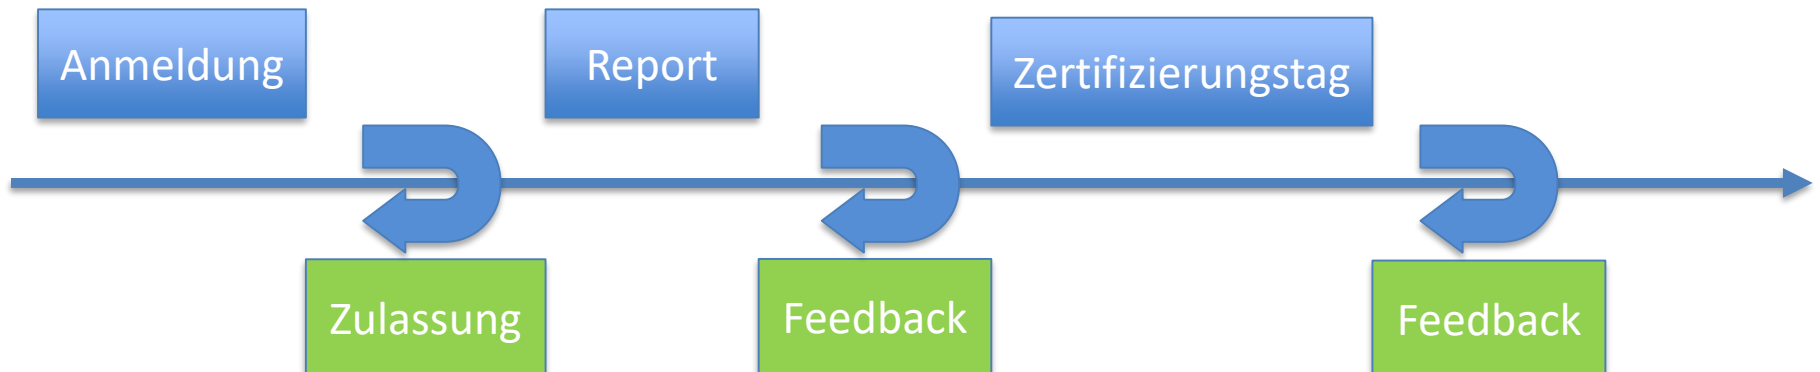 Anmeldung
Report
Zertifizierungstag
Zulassung
Feedback
Feedback